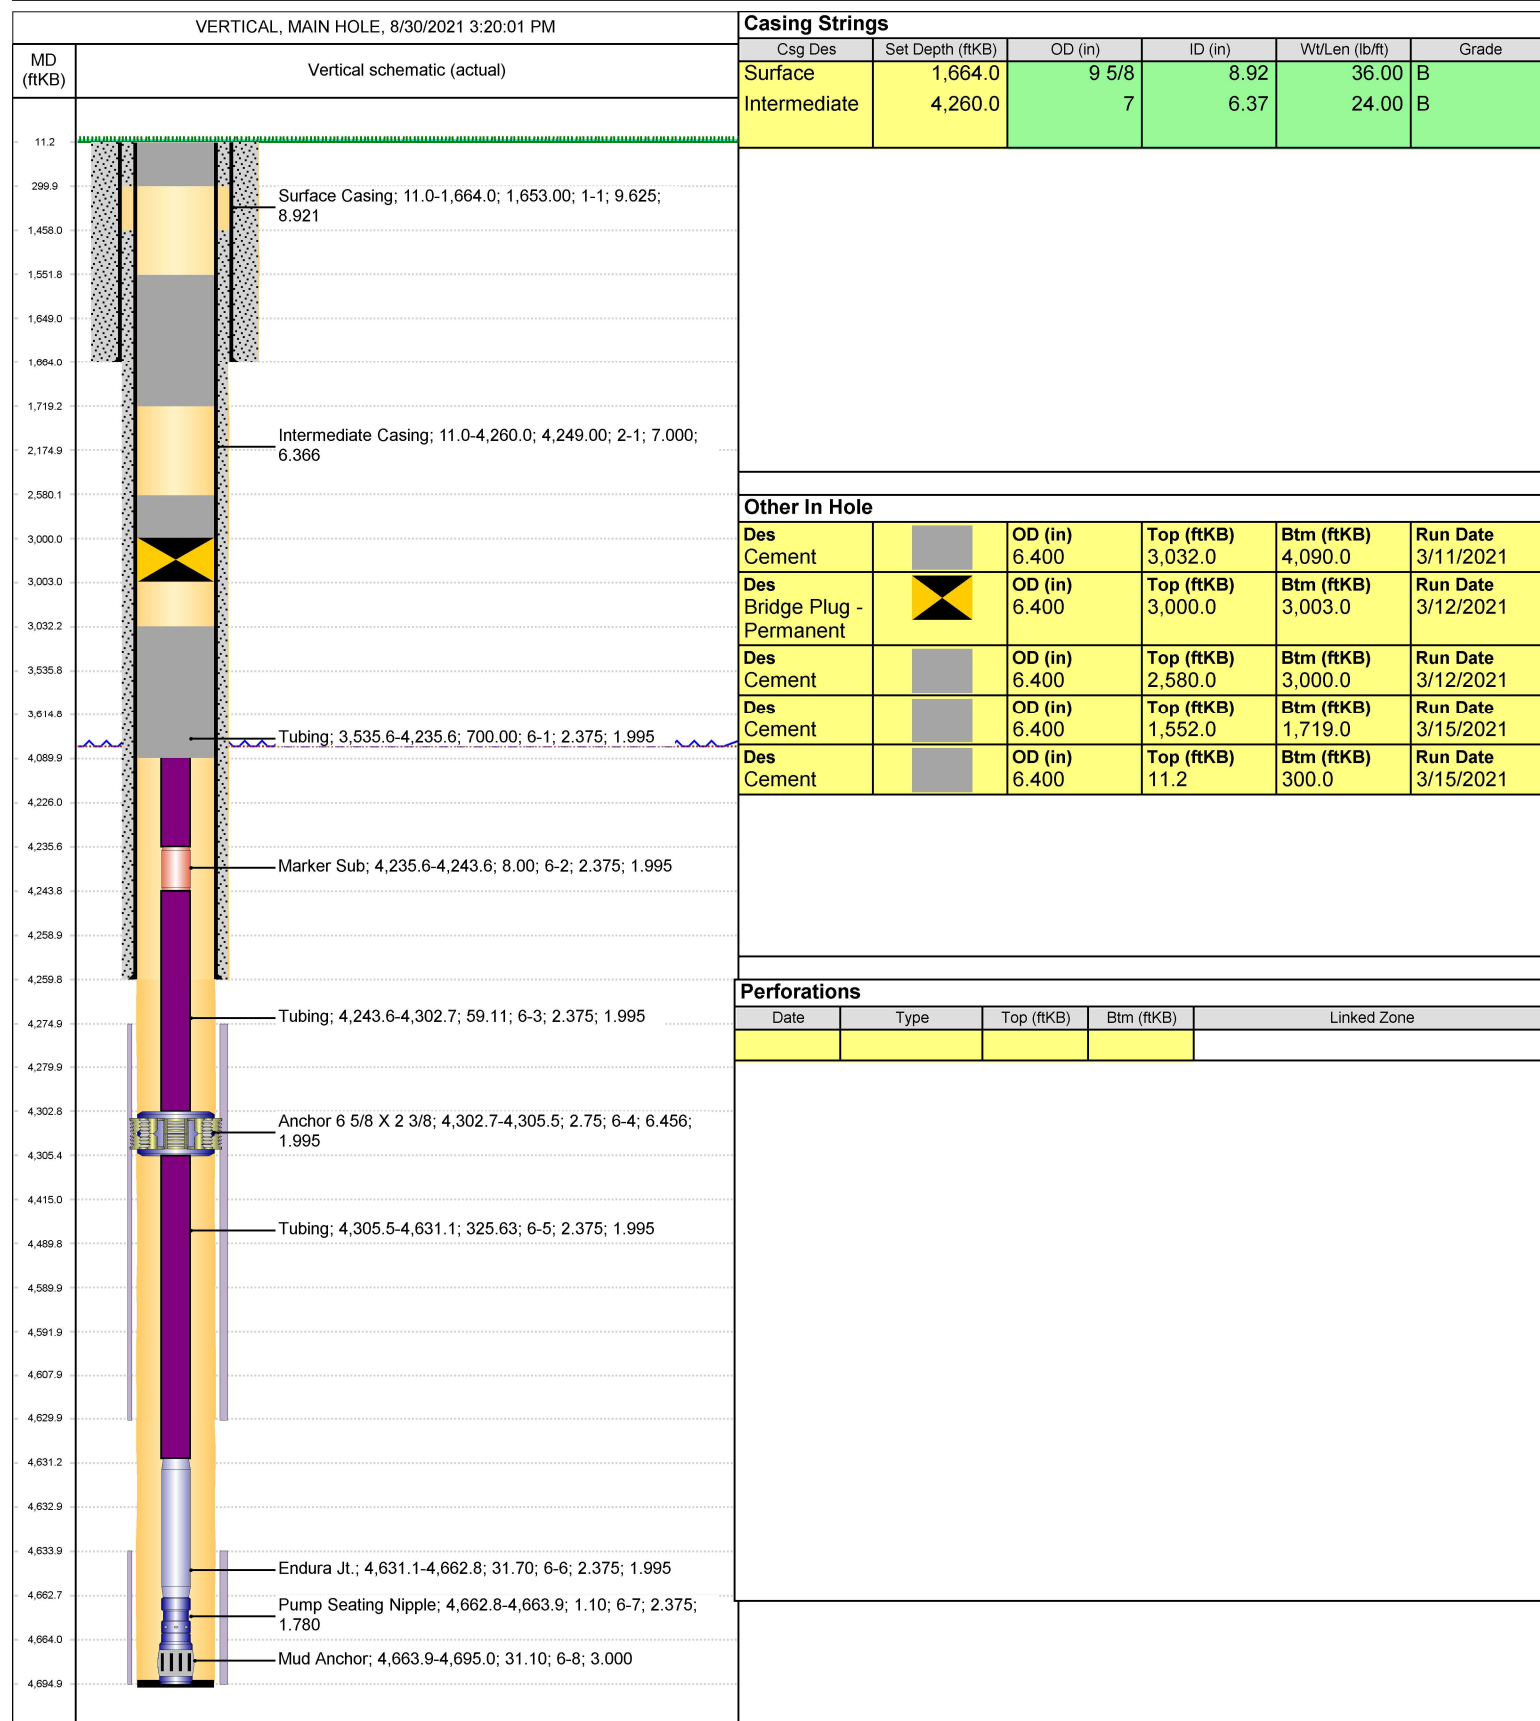 VERTICAL, MAIN HOLE, 8/30/2021 3:20:01 PM
MD
(ftKB)
Vertical schematic (actual)
11.2
299.9
1,458.0
1,551.8
1,649.0
1,664.0
1,719.2
2,174.9
2,580.1
3,000.0
3,003.0
3,032.2
3,535.8
3,614.8
4,089.9
4,226.0
4,235.6
4,243.8
4,258.9
4,259.8
4,274.9
4,279.9
4,302.8
4,305.4
4,415.0
4,489.8
4,589.9
4,591.9
4,607.9
4,629.9
4,631.2
4,632.9
4,633.9
4,662.7
4,664.0
4,694.9
Surface Casing; 11.0-1,664.0; 1,653.00; 1-1; 9.625;
8.921
Intermediate Casing; 11.0-4,260.0; 4,249.00; 2-1; 7.000;
6.366
Tubing; 3,535.6-4,235.6; 700.00; 6-1; 2.375; 1.995
Marker Sub; 4,235.6-4,243.6; 8.00; 6-2; 2.375; 1.995
Tubing; 4,243.6-4,302.7; 59.11; 6-3; 2.375; 1.995
Anchor 6 5/8 X 2 3/8; 4,302.7-4,305.5; 2.75; 6-4; 6.456;
1.995
Tubing; 4,305.5-4,631.1; 325.63; 6-5; 2.375; 1.995
Endura Jt.; 4,631.1-4,662.8; 31.70; 6-6; 2.375; 1.995
Pump Seating Nipple; 4,662.8-4,663.9; 1.10; 6-7; 2.375;
1.780
Mud Anchor; 4,663.9-4,695.0; 31.10; 6-8; 3.000
Casing Strings
Csg Des Set Depth (ftKB) OD (in) ID (in) Wt/Len (lb/ft) Grade
Surface 1,664.0 9 5/8 8.92 36.00 B
Intermediate 4,260.0 7 6.37 24.00 B
Other In Hole
Des OD (in) Top (ftKB) Btm (ftKB) Run Date
Cement 6.400 3,032.0 4,090.0 3/11/2021
Des OD (in) Top (ftKB) Btm (ftKB) Run Date
Bridge Plug - 6.400 3,000.0 3,003.0 3/12/2021
Permanent
Des OD (in) Top (ftKB) Btm (ftKB) Run Date
Cement 6.400 2,580.0 3,000.0 3/12/2021
Des OD (in) Top (ftKB) Btm (ftKB) Run Date
Cement 6.400 1,552.0 1,719.0 3/15/2021
Des OD (in) Top (ftKB) Btm (ftKB) Run Date
Cement 6.400 11.2 300.0 3/15/2021
Perforations
Date Type Top (ftKB) Btm (ftKB) Linked Zone